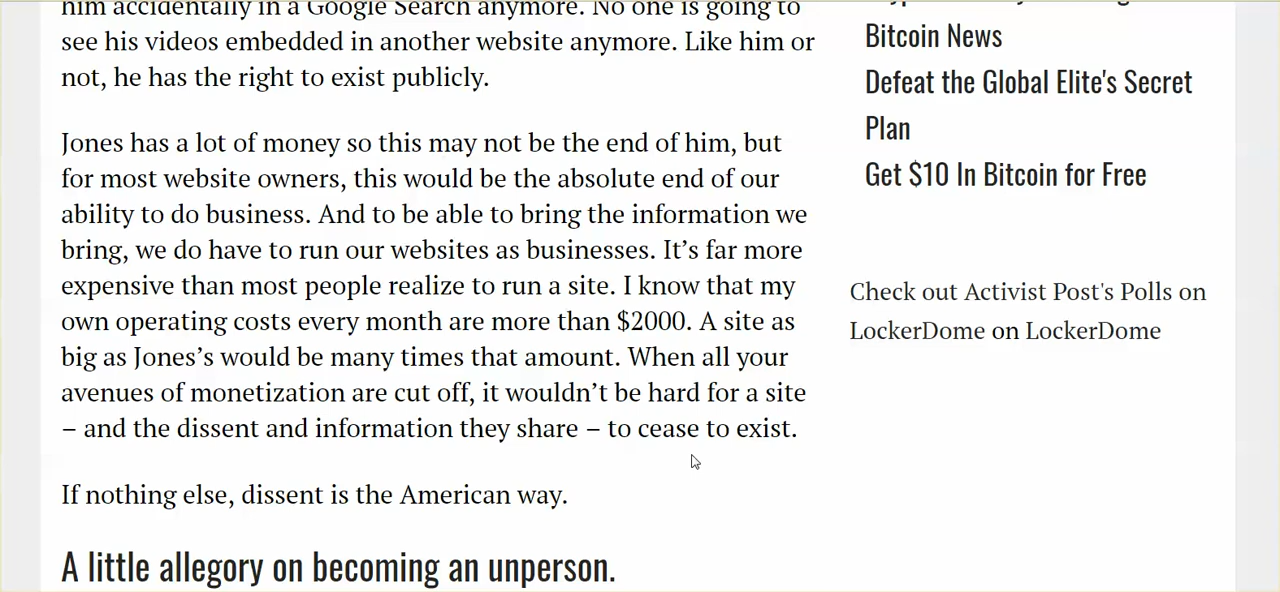 him accidentally in a Google Search anymore. No one is going to
see his videos embedded in another website anymore. Like him or
not, he has the right to exist publicly.
Jones has a lot of money so this may not be the end of him, but
for most website owners, this would be the absolute end of our
ability to do business. And to be able to bring the information we
bring, we do have to run our websites as businesses. It’s far more
expensive than most people realize to run a site. I know that my
own operating costs every month are more than $2000. A site as
big as Jones’s would be many times that amount. When all your
avenues of monetization are cut off, it wouldn’t be hard for a site
– and the dissent and information they share – to cease to exist.
If nothing else, dissent is the American way.
A little allegory on becoming an unperson.
Bitcoin News
Defeat the Global Elite's Secret
Plan
Get $10 In Bitcoin for Free
Check out Activist Post's Polls on
LockerDome on LockerDome